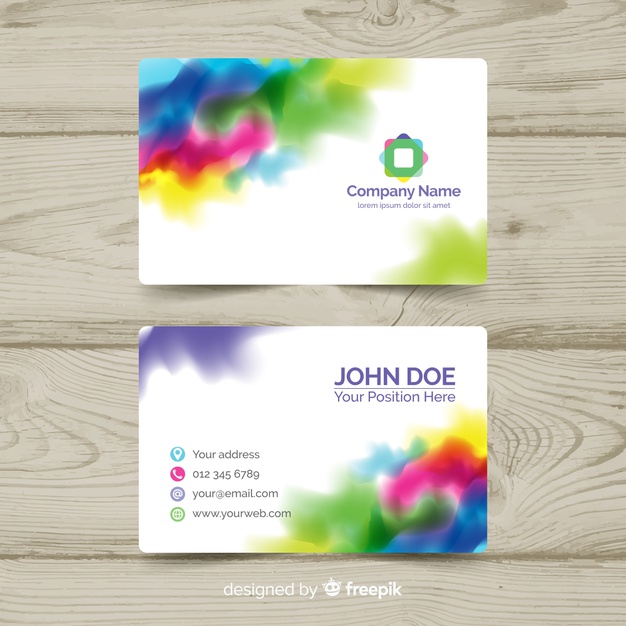 Company Name
lorem ipsum dolor sit amet
JOHN DOE
Your Position Here
Your address
012 345 6789
your@email.com
www.yourweb.com
designed by freepik